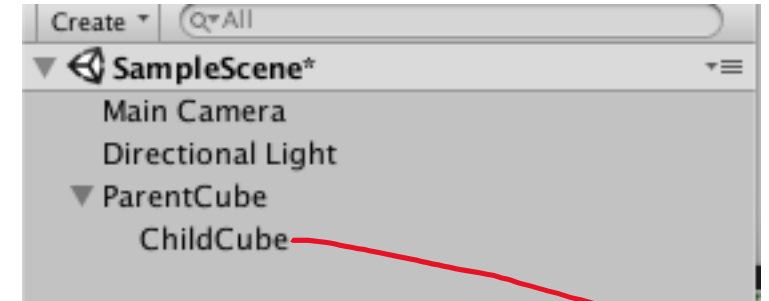 Create All
SampleScene*
Main Camera
Directional Light
ParentCube
ChildCube